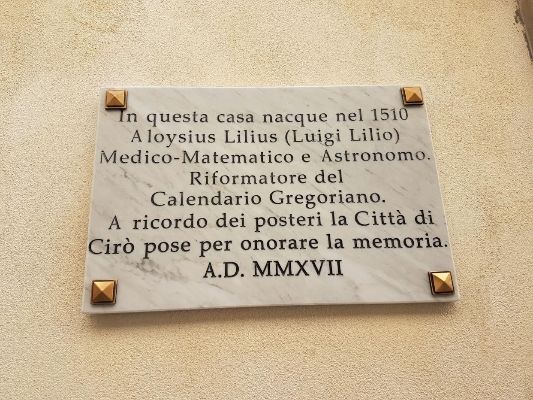 In questa casa nacque nel 1510
Aloysius Lilius (Luigi Lilio)
Medico-Matematico e Astronomo.
Riformatore del
Calendario Gregoriano.
A ricordo dei posteri la Città di
Cirò pose per onorare la memoria.
A.D. MMXVII